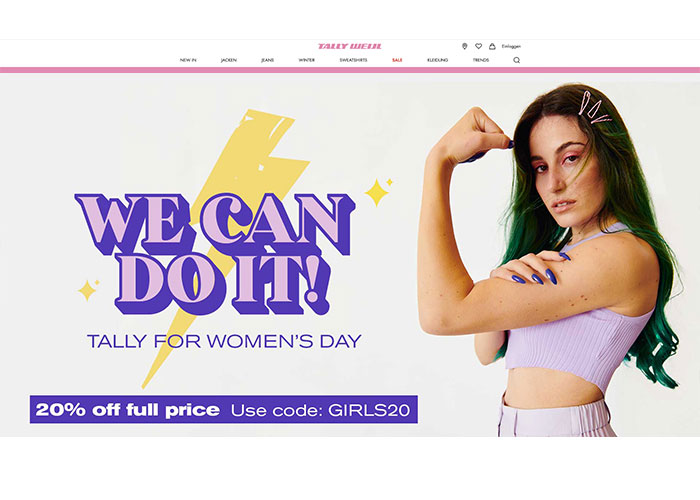 TALLY WEIJL
Einloggen
NEW IN JACKEN JEANS WINTER SWEATSHIRTS SALE KLEIDUNG TRENDS
WE CAN
DO IT!
TALLY FOR WOMEN'S DAY
20% off full price Use code: GIRLS20